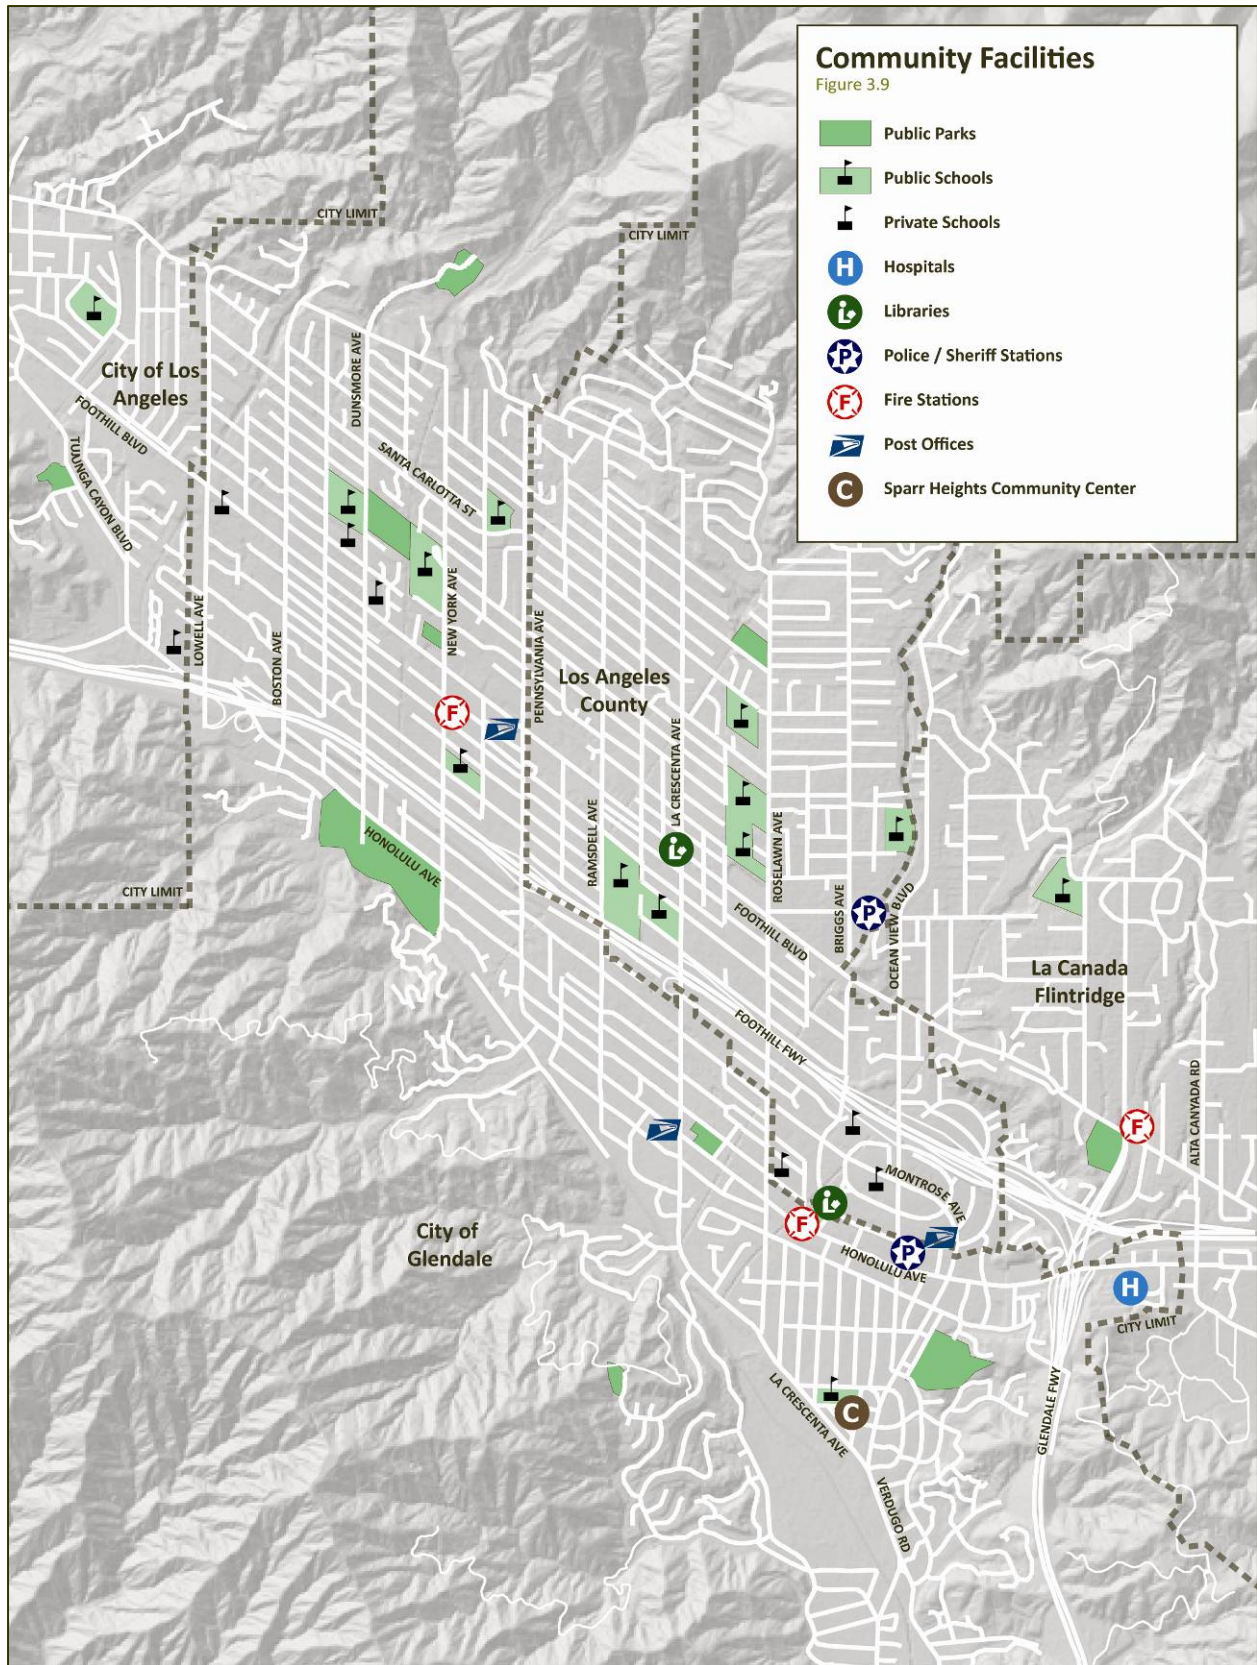 Community Facilities
Figure 3.9
Public Parks
Public Schools
Private Schools
H
Hospitals
Libraries
P
Police / Sheriff Stations
F
Fire Stations
Post Offices
C
Sparr Heights Community Center
CITY LIMIT
CITY LIMIT
City of Los
Angeles
FOOTHILL BLVD
TUJUNGA CAYON BLVD
DUNSMORE AVE
SANTA CARLOTTA ST
LOWELL AVE
BOSTON AVE
NEW YORK AVE
PENNSYLVANIA AVE
Los Angeles
County
F
LA CRESCENTA AVE
RAMSDELL AVE
ROSELAWN AVE
HONOLULU AVE
CITY LIMIT
BRIGGS AVE
P
OCEAN VIEW BLVD
FOOTHILL BLVD
La Canada
Flintridge
FOOTHILL FWY
ALTA CANYADA RD
F
MONTROSE AVE
City of
Glendale
F
P
HONOLULU AVE
H
CITY LIMIT
GLENDALE FWY
LA CRESCENTA AVE
C
VERDUGO RD